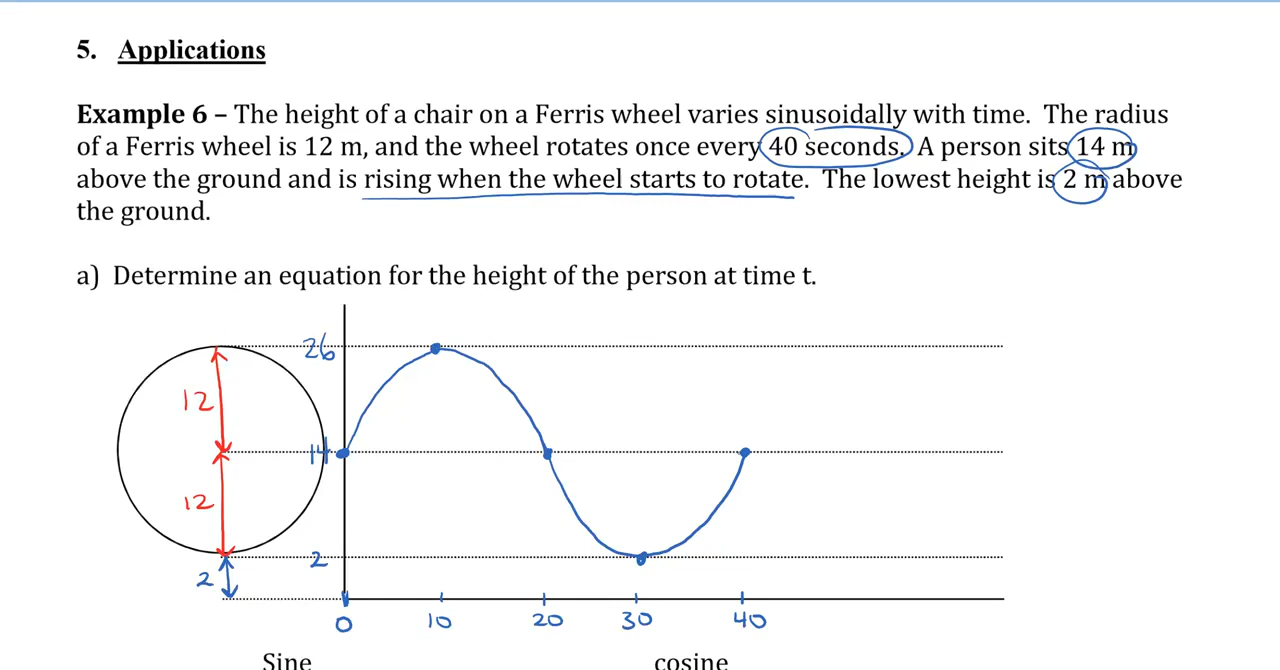 5. Applications
Example 6 – The height of a chair on a Ferris wheel varies sinusoidally with time. The radius
of a Ferris wheel is 12 m, and the wheel rotates once every 40 seconds. A person sits 14 m
above the ground and is rising when the wheel starts to rotate. The lowest height is 2 m above
the ground.
a) Determine an equation for the height of the person at time t.
26
12
14
12
2
2
0 10 20 30 40
Sine cosine